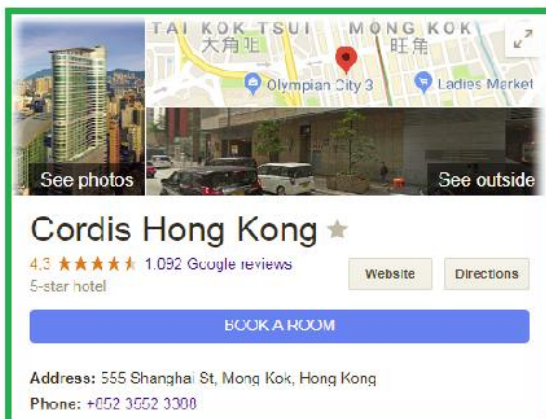 TAI KOK TSUI MONG KOK
大角咀 旺角
Olympian City 3 Ladies Market
See photos See outside
Cordis Hong Kong
4.3 1,092 Google reviews Website Directions
5-star hotel
BOOK A ROOM
Address: 555 Shanghai St, Mong Kok, Hong Kong
Phone: +852 3552 3388